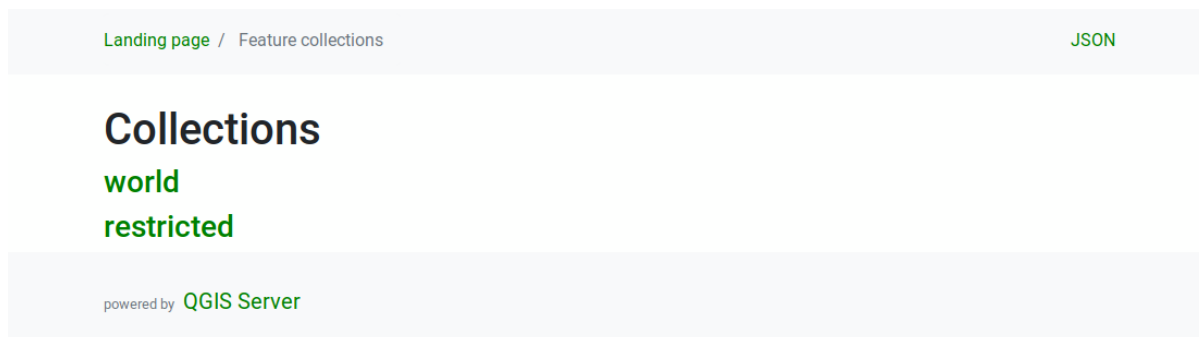 Landing page / Feature collections JSON
Collections
world
restricted
powered by QGIS Server